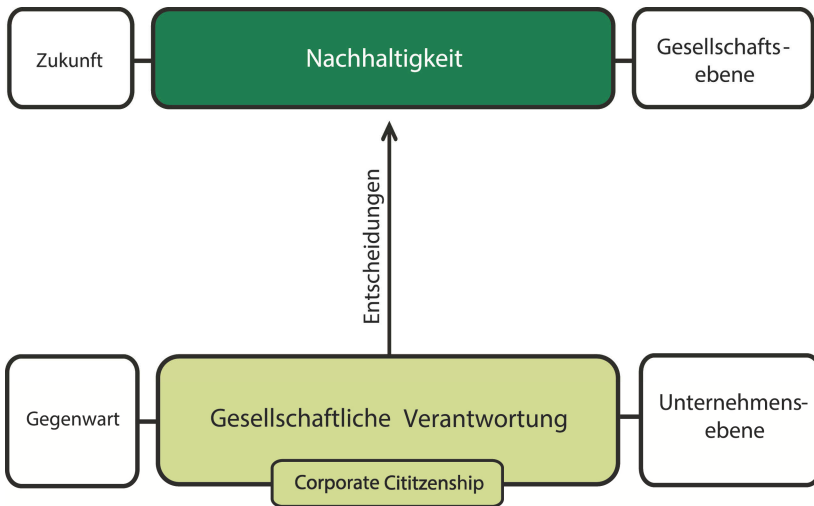 Zukunft
Nachhaltigkeit
Gesellschafts-
ebene
Entscheidungen
Gegenwart
Gesellschaftliche Verantwortung
Unternehmens-
ebene
Corporate Cititzenship